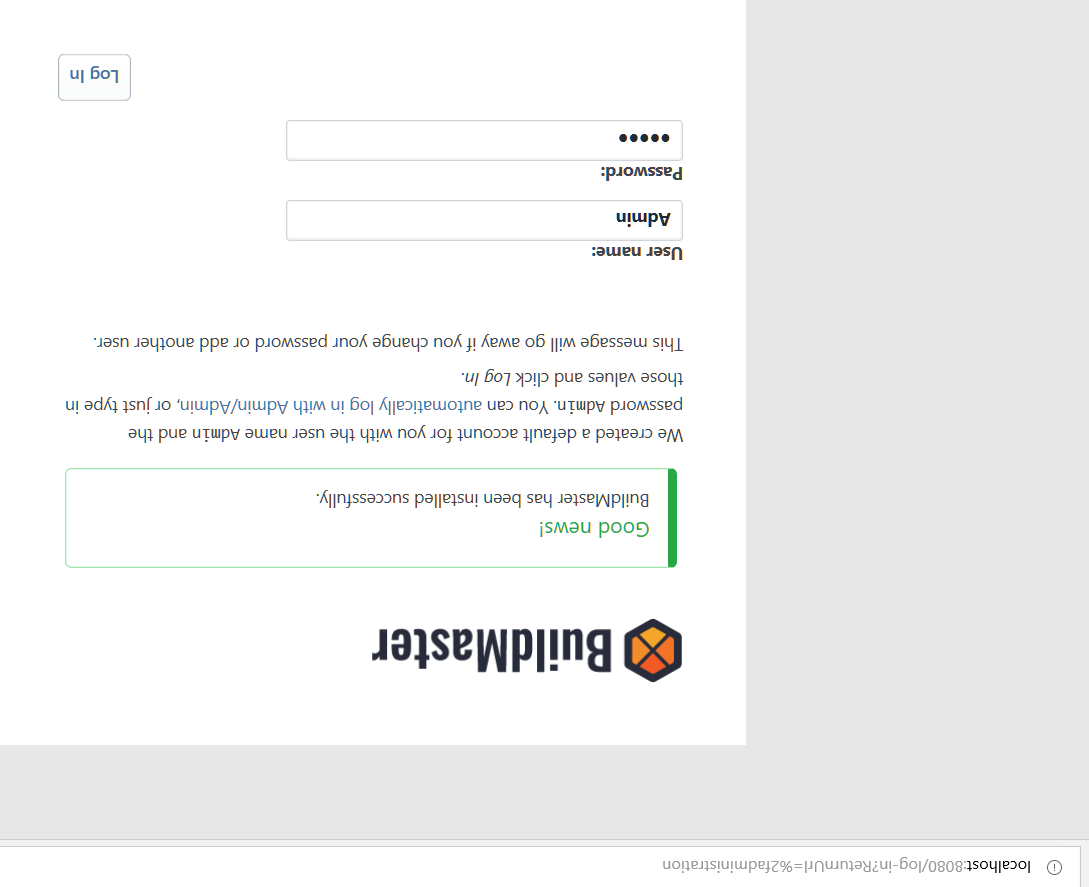 localhost:8080/log-in?ReturnUrl=%2fadministration
BuildMaster
Good news!
BuildMaster has been installed successfully.
We created a default account for you with the user name Admin and the
password Admin. You can automatically log in with Admin/Admin, or just type in
those values and click Log In.
This message will go away if you change your password or add another user.
User name:
Admin
Password:
•••••
Log In